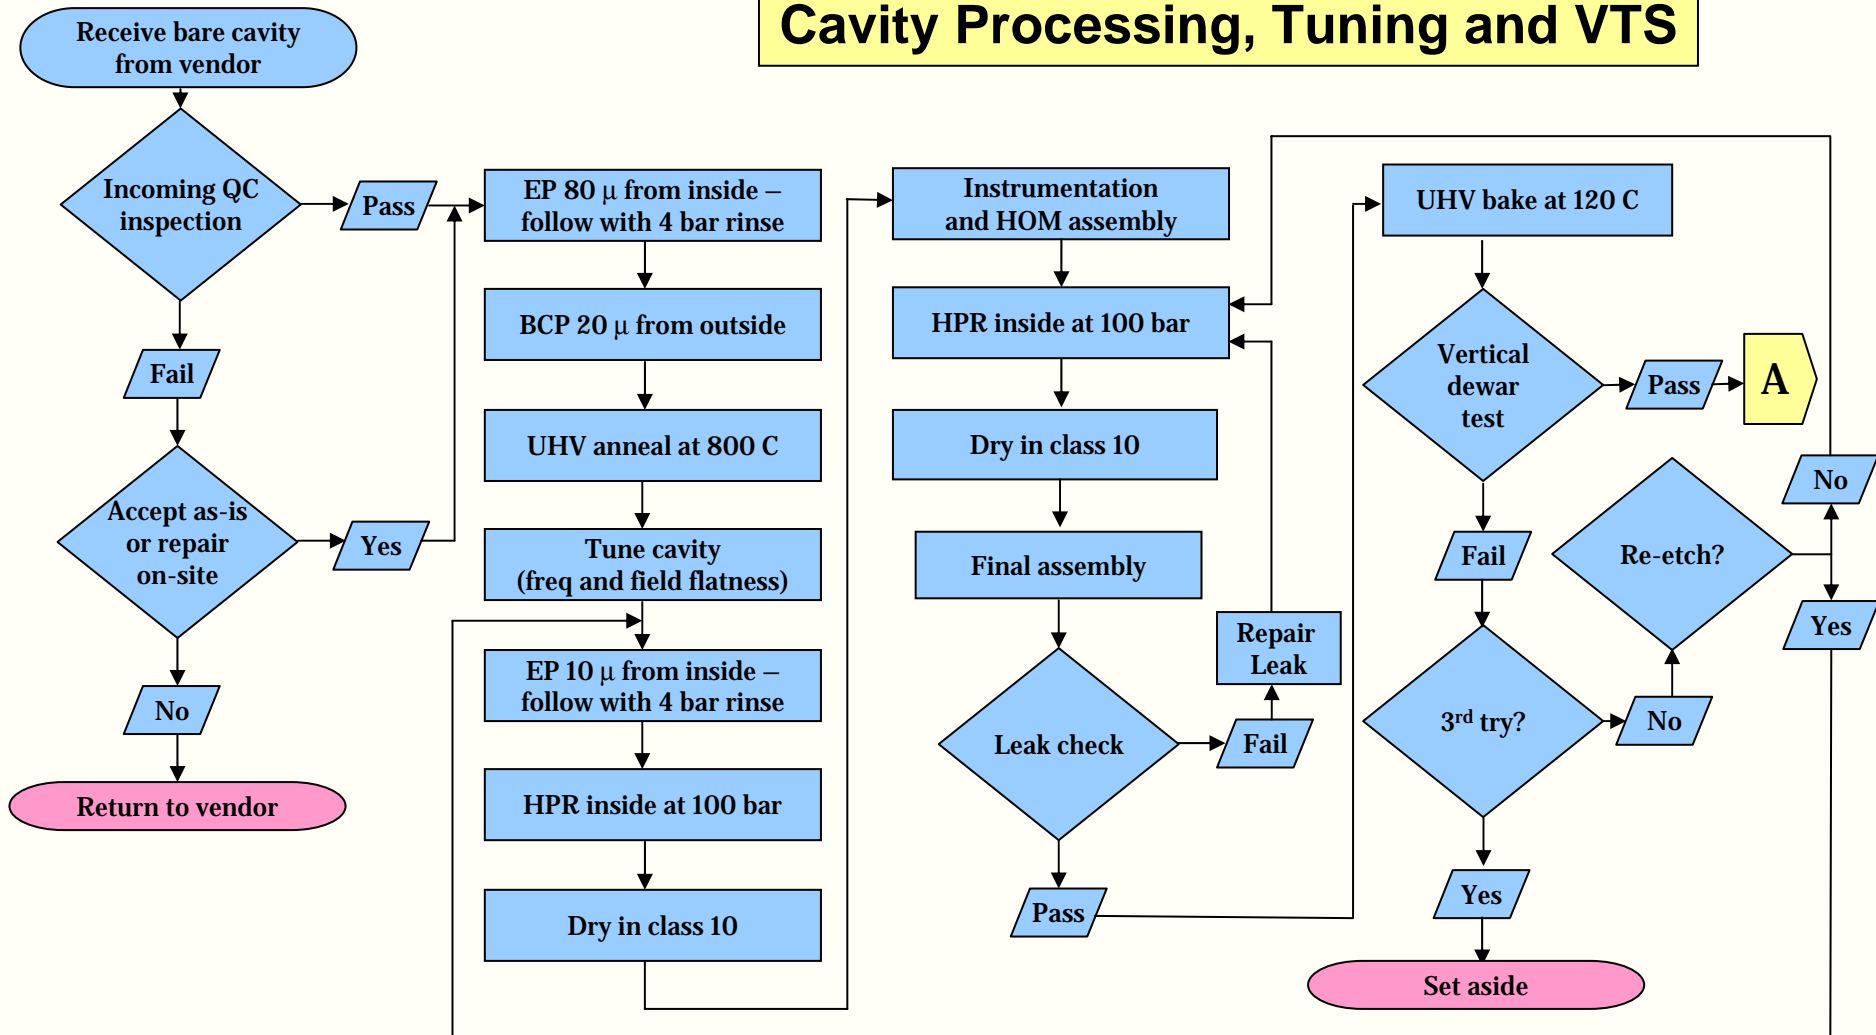 Cavity Processing, Tuning and VTS
Receive bare cavity
from vendor
Incoming QC
inspection
Pass
Fail
Accept as-is
or repair
on-site
Yes
No
Return to vendor
EP 80 μ from inside –
follow with 4 bar rinse
BCP 20 μ from outside
UHV anneal at 800 C
Tune cavity
(freq and field flatness)
EP 10 μ from inside –
follow with 4 bar rinse
HPR inside at 100 bar
Dry in class 10
Instrumentation
and HOM assembly
HPR inside at 100 bar
Dry in class 10
Final assembly
Repair
Leak
Leak check
Fail
Pass
UHV bake at 120 C
Vertical
dewar
test
Pass
A
Fail
Re-etch?
No
Yes
3rd try?
No
Yes
Set aside